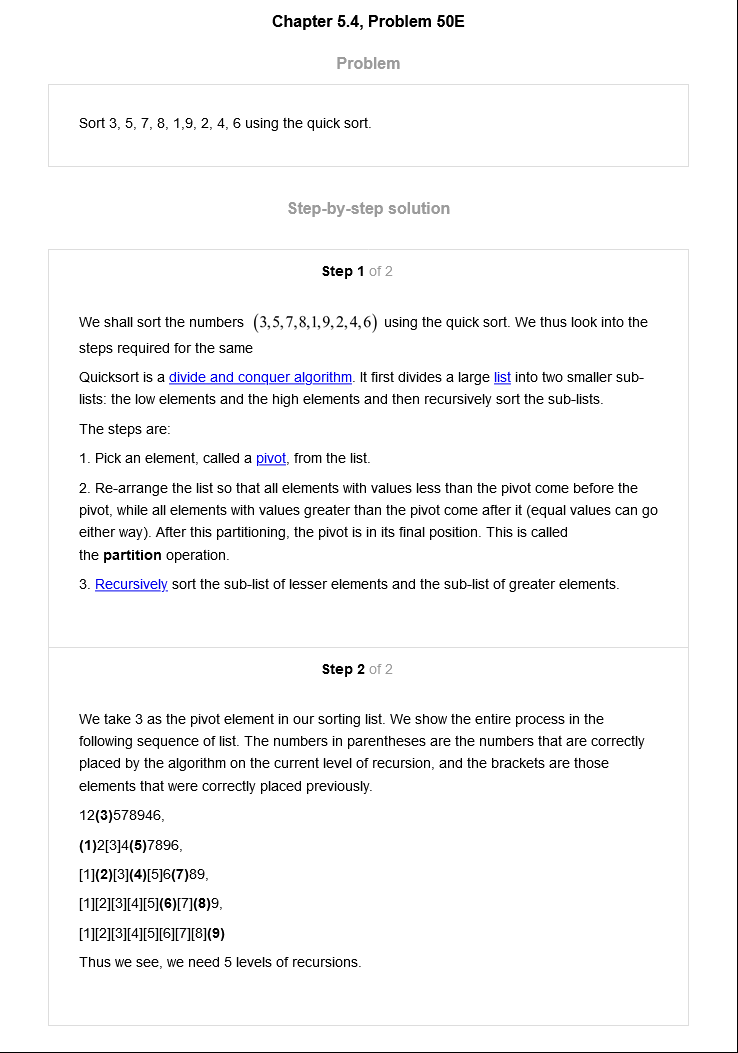 Chapter 5.4, Problem 50E
Problem
Sort 3, 5, 7, 8, 1,9, 2, 4, 6 using the quick sort.
Step-by-step solution
Step 1 of 2
We shall sort the numbers (3,5,7,8,1,9,2,4,6) using the quick sort. We thus look into the
steps required for the same
Quicksort is a divide and conquer algorithm. It first divides a large list into two smaller sub-
lists: the low elements and the high elements and then recursively sort the sub-lists.
The steps are:
1. Pick an element, called a pivot, from the list.
2. Re-arrange the list so that all elements with values less than the pivot come before the
pivot, while all elements with values greater than the pivot come after it (equal values can go
either way). After this partitioning, the pivot is in its final position. This is called
the partition operation.
3. Recursively sort the sub-list of lesser elements and the sub-list of greater elements.
Step 2 of 2
We take 3 as the pivot element in our sorting list. We show the entire process in the
following sequence of list. The numbers in parentheses are the numbers that are correctly
placed by the algorithm on the current level of recursion, and the brackets are those
elements that were correctly placed previously.
12(3)578946,
(1)2[3]4(5)7896,
[1](2)[3](4)[5]6(7)89,
[1][2][3][4][5](6)[7](8)9,
[1][2][3][4][5][6][7][8](9)
Thus we see, we need 5 levels of recursions.